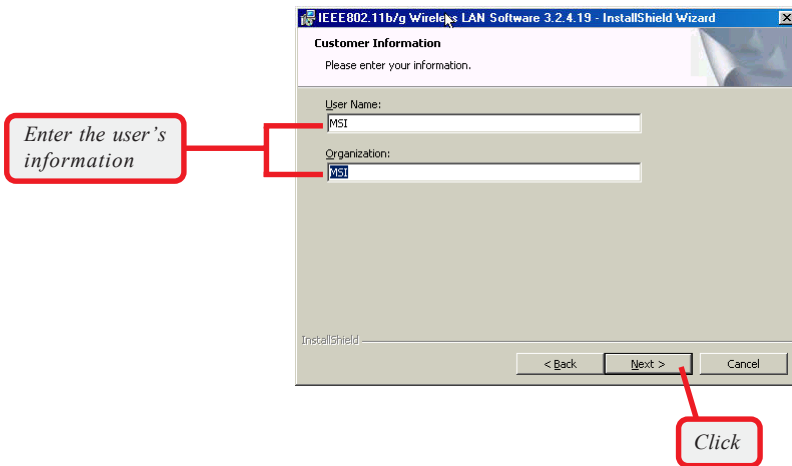 IEEE802.11b/g Wireless LAN Software 3.2.4.19 - InstallShield Wizard
Customer Information
Please enter your information.
User Name:
MSI
Enter the user's
information
Organization:
MSI
InstallShield
< Back
Next >
Cancel
Click